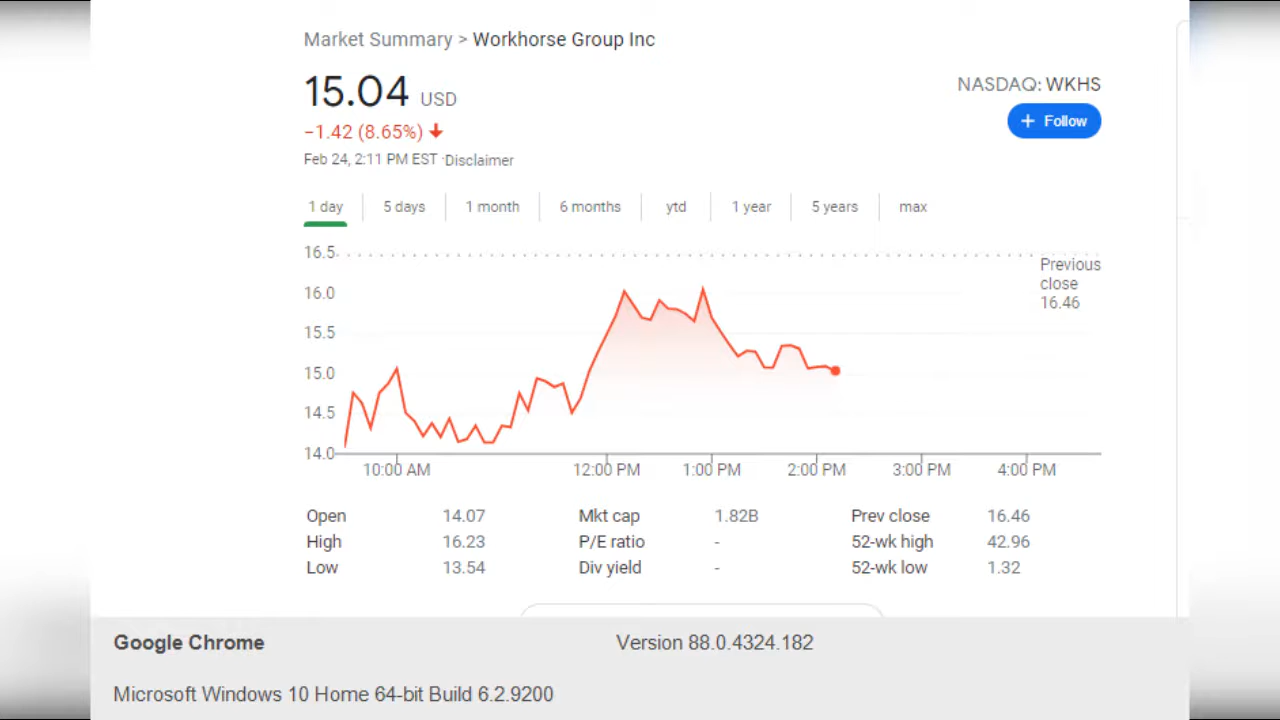 Market Summary > Workhorse Group Inc
15.04 USD
NASDAQ: WKHS
−1.42 (8.65%)
+ Follow
Feb 24, 2:11 PM EST ·Disclaimer
1 day 5 days 1 month 6 months ytd 1 year 5 years max
16.5
Previous
close
16.46
16.0
15.5
15.0
14.5
14.0
10:00 AM 12:00 PM 1:00 PM 2:00 PM 3:00 PM 4:00 PM
Open 14.07 Mkt cap 1.82B Prev close 16.46
High 16.23 P/E ratio - 52-wk high 42.96
Low 13.54 Div yield - 52-wk low 1.32
Google Chrome Version 88.0.4324.182
Microsoft Windows 10 Home 64-bit Build 6.2.9200